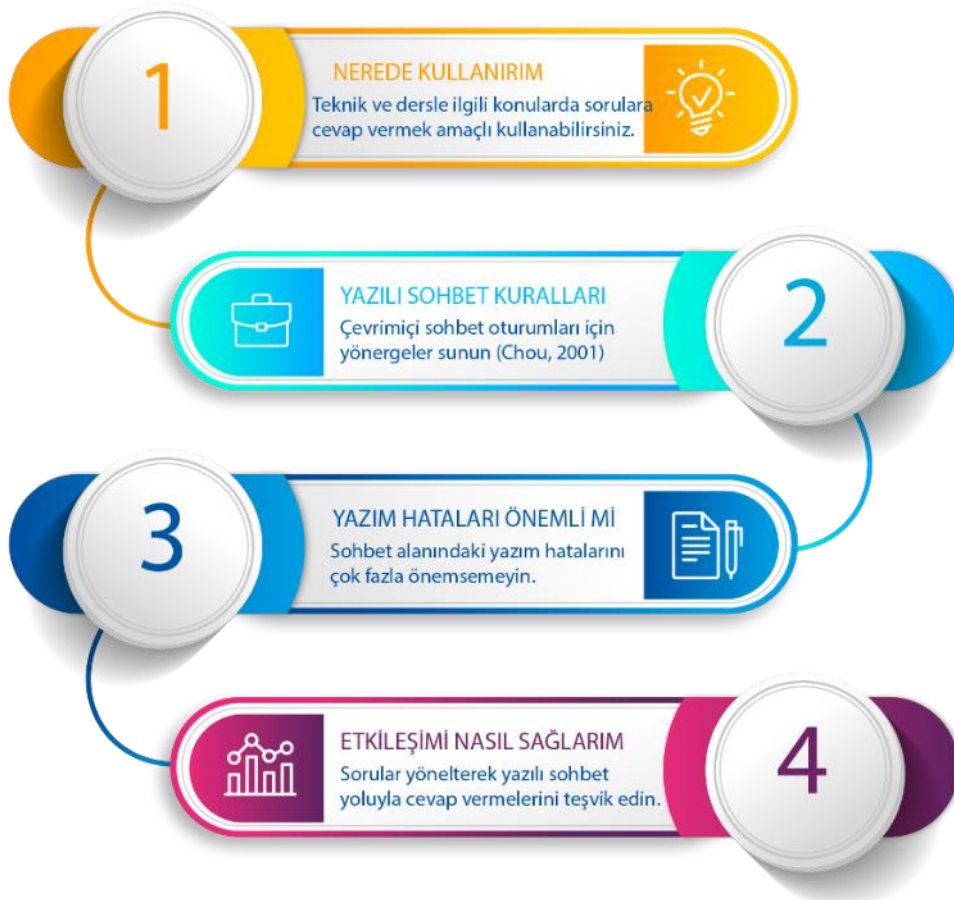 1
NEREDE KULLANIRIM
Teknik ve dersle ilgili konularda sorulara
cevap vermek amaçlı kullanabilirsiniz.
YAZILI SOHBET KURALLARI
Çevrimiçi sohbet oturumları için
yönergeler sunun (Chou, 2001)
2
3
YAZIM HATALARI ÖNEMLİ Mİ
Sohbet alanındaki yazım hatalarını
çok fazla önemsemeyin.
ETKİLEŞİMİ NASIL SAĞLARIM
Sorular yönelterek yazılı sohbet
yoluyla cevap vermelerini teşvik edin.
4